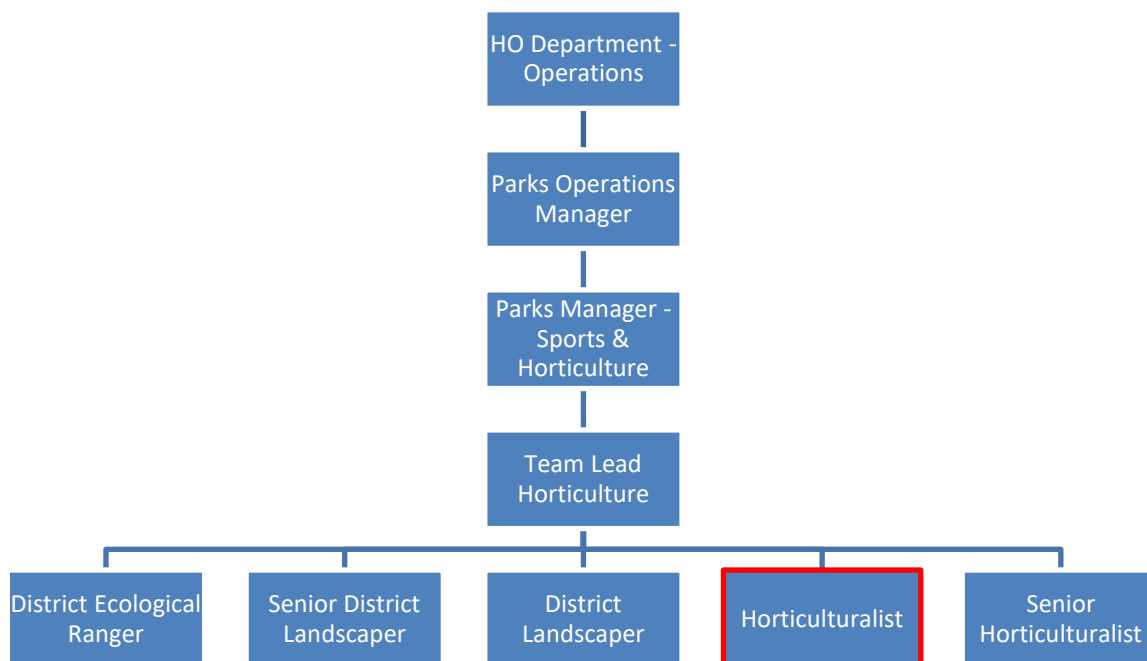 HO Department -
Operations
Parks Operations
Manager
Parks Manager -
Sports &
Horticulture
Team Lead
Horticulture
District Ecological
Ranger
Senior District
Landscaper
District
Landscaper
Horticulturalist
Senior
Horticulturalist